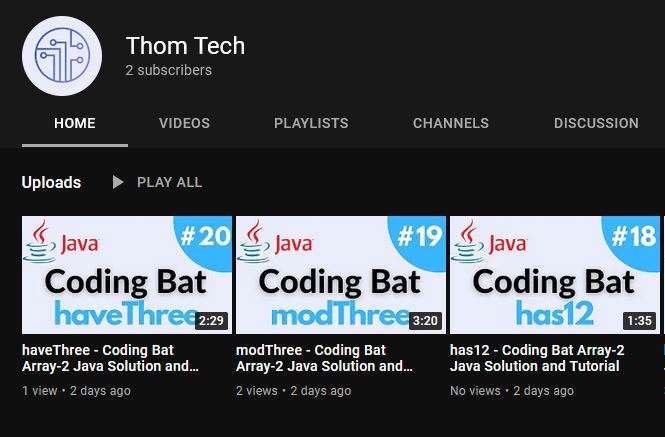 Thom Tech
2 subscribers
HOME VIDEOS PLAYLISTS CHANNELS DISCUSSION
Uploads PLAY ALL
Java #20
Coding Bat
haveThree 2:29
Java #19
Coding Bat
modThree 3:20
Java #18
Coding Bat
has12 1:35
haveThree - Coding Bat
Array-2 Java Solution and...
1 view • 2 days ago
modThree - Coding Bat
Array-2 Java Solution and...
2 views • 2 days ago
has12 - Coding Bat Array-2
Java Solution and Tutorial
No views • 2 days ago